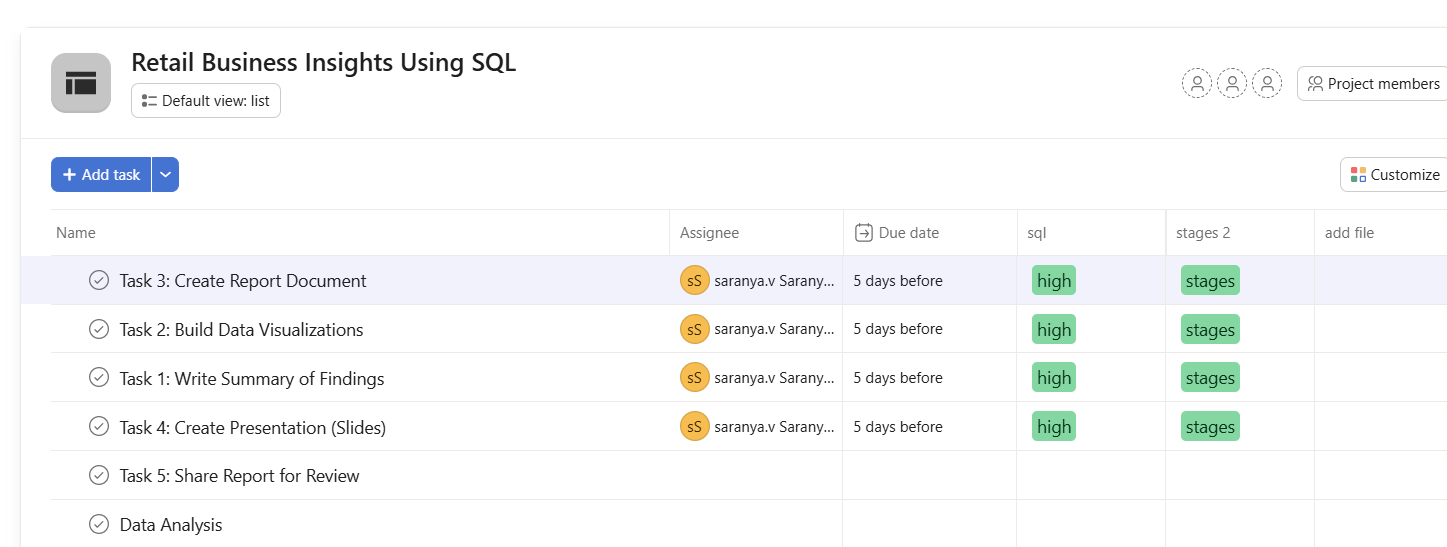 Retail Business Insights Using SQL
Default view: list
Project members
Add task
Customize
Name Assignee Due date sql stages 2 add file
Task 3: Create Report Document sS saranya.v Sarany... 5 days before high stages
Task 2: Build Data Visualizations sS saranya.v Sarany... 5 days before high stages
Task 1: Write Summary of Findings sS saranya.v Sarany... 5 days before high stages
Task 4: Create Presentation (Slides) sS saranya.v Sarany... 5 days before high stages
Task 5: Share Report for Review
Data Analysis